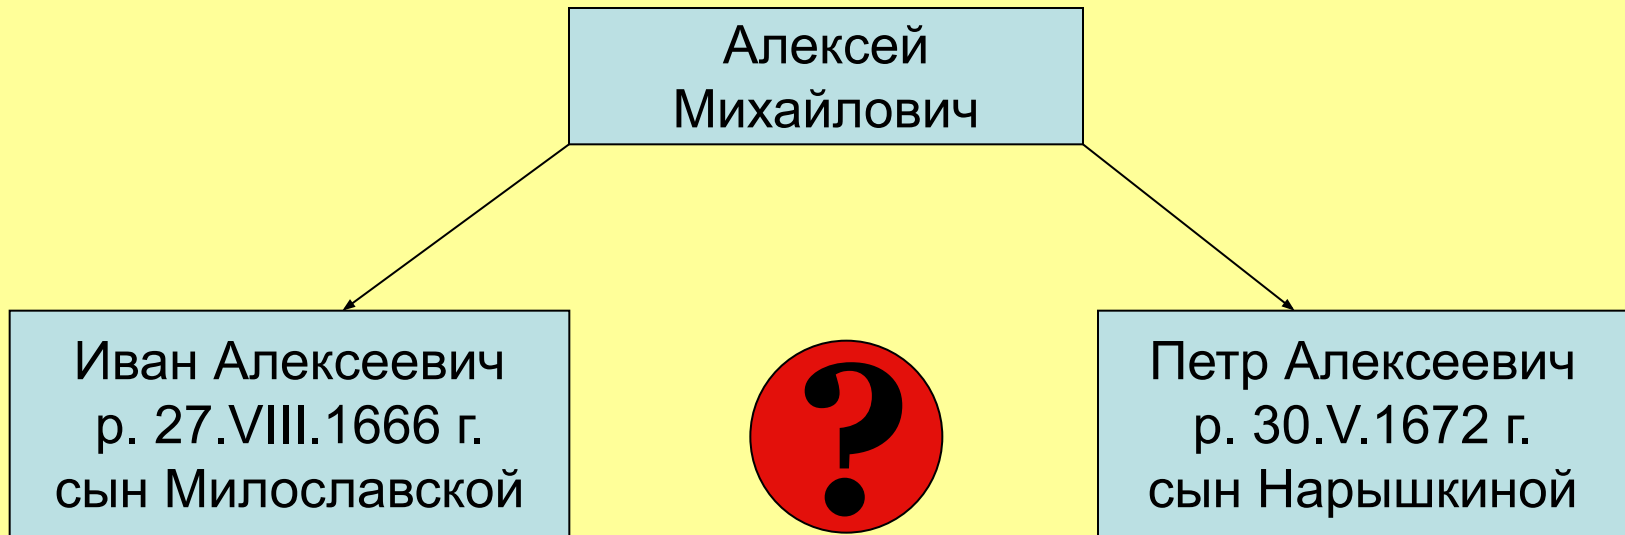 Алексей
Михайлович
Иван Алексеевич
р. 27.VIII.1666 г.
сын Милославской
?
Петр Алексеевич
р. 30.V.1672 г.
сын Нарышкиной